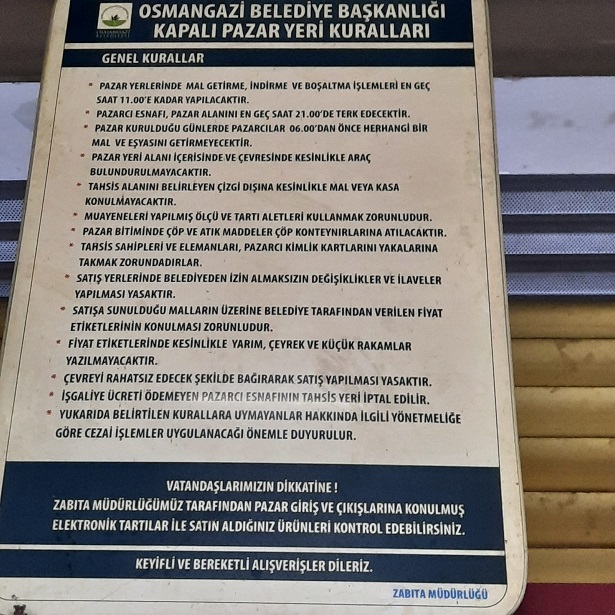 OSMANGAZİ BELEDİYE BAŞKANLIĞI
KAPALI PAZAR YERİ KURALLARI
GENEL KURALLAR
* PAZAR YERLERİNDE MAL GETİRME, İNDİRME VE BOŞALTMA İŞLEMLERİ EN GEÇ
SAAT 11.00'E KADAR YAPILACAKTIR.
* PAZARCI ESNAFI, PAZAR ALANINI EN GEÇ SAAT 21.00'DE TERK EDECEKTİR.
* PAZAR KURULDUĞU GÜNLERDE PAZARCILAR 06.00'DAN ÖNCE HERHANGİ BİR
MAL VE EŞYASINI GETİRMEYECEKTİR.
* PAZAR YERİ ALANI İÇERİSİNDE VE ÇEVRESİNDE KESİNLİKLE ARAÇ
BULUNDURULMAYACAKTIR.
* TAHSİS ALANINI BELİRLEYEN ÇİZGİ DIŞINA KESİNLİKLE MAL VEYA KASA
KONULMAYACAKTIR.
* MUAYENELERİ YAPILMIŞ ÖLÇÜ VE TARTI ALETLERİ KULLANMAK ZORUNLUDUR.
* PAZAR BİTİMİNDE ÇÖP VE ATIK MADDELER ÇÖP KONTEYNIRLARINA ATILACAKTIR.
* TAHSİS SAHİPLERİ VE ELEMANLARI, PAZARCI KİMLİK KARTLARINI YAKALARINA
TAKMAK ZORUNDADIRLAR.
* SATIŞ YERLERİNDE BELEDİYEDEN İZİN ALMAKSIZIN DEĞİŞİKLİKLER VE İLAVELER
YAPILMASI YASAKTIR.
* SATIŞA SUNULDUĞU MALLARIN ÜZERİNE BELEDİYE TARAFINDAN VERİLEN FİYAT
ETİKETLERİNİN KONULMASI ZORUNLUDUR.
* FİYAT ETİKETLERİNDE KESİNLİKLE YARIM, ÇEYREK VE KÜÇÜK RAKAMLAR
YAZILMAYACAKTIR.
* ÇEVREYİ RAHATSIZ EDECEK ŞEKİLDE BAĞIRARAK SATIŞ YAPILMASI YASAKTIR.
* İŞGALİYE ÜCRETİ ÖDEMEYEN PAZARCI ESNAFININ TAHSİS YERİ İPTAL EDİLİR.
* YUKARIDA BELİRTİLEN KURALLARA UYMAYANLAR HAKKINDA İLGİLİ YÖNETMELİĞE
GÖRE CEZAİ İŞLEMLER UYGULANACAĞI ÖNEMLE DUYURULUR.
VATANDAŞLARIMIZIN DİKKATİNE !
ZABITA MÜDÜRLÜĞÜMÜZ TARAFINDAN PAZAR GİRİŞ VE ÇIKIŞLARINA KONULMUŞ
ELEKTRONİK TARTILAR İLE SATIN ALDIĞINIZ ÜRÜNLERİ KONTROL EDEBİLİRSİNİZ.
KEYİFLİ VE BEREKETLİ ALIŞVERİŞLER DİLERİZ.
ZABITA MÜDÜRLÜĞÜ